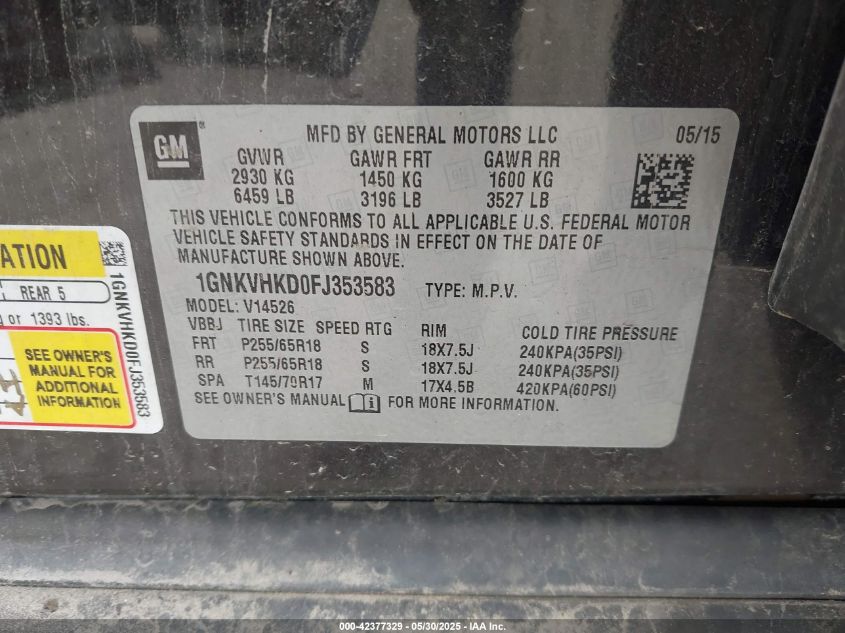 GM
®
MFD BY GENERAL MOTORS LLC 05/15
GVWR GAWR FRT GAWR RR
2930 KG 1450 KG 1600 KG
6459 LB 3196 LB 3527 LB
THIS VEHICLE CONFORMS TO ALL APPLICABLE U.S. FEDERAL MOTOR
VEHICLE SAFETY STANDARDS IN EFFECT ON THE DATE OF
MANUFACTURE SHOWN ABOVE.
1GNKVHKD0FJ353583 TYPE: M.P.V.
MODEL: V14526
VBBJ TIRE SIZE SPEED RTG RIM COLD TIRE PRESSURE
FRT P255/65R18 S 18X7.5J 240KPA(35PSI)
RR P255/65R18 S 18X7.5J 240KPA(35PSI)
SPA T145/70R17 M 17X4.5B 420KPA(60PSI)
SEE OWNER'S MANUAL i FOR MORE INFORMATION.
ATION
REAR 5
or 1393 lbs.
SEE OWNER'S
MANUAL FOR
ADDITIONAL
INFORMATION
1GNKVHKD0FJ353583
000-42377329 - 05/30/2025 - IAA Inc.